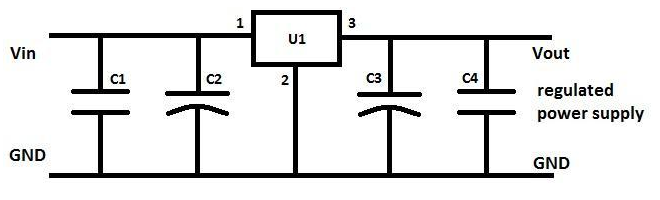 1
U1
3
Vin
Vout
C1
C2
2
C3
C4
regulated
power supply
GND
GND